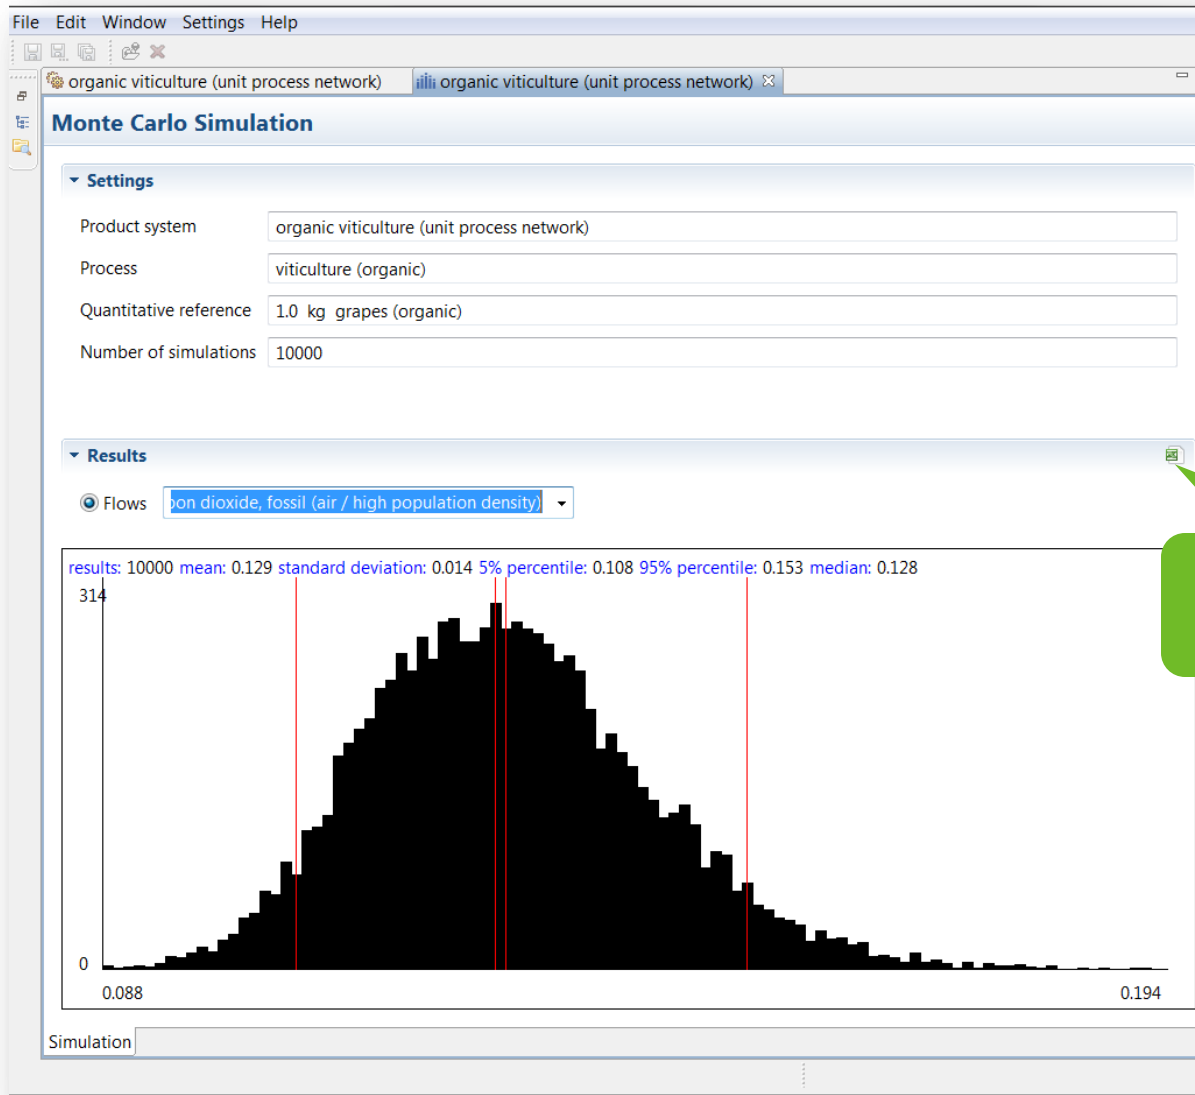 File Edit Window Settings Help
organic viticulture (unit process network) organic viticulture (unit process network)
Monte Carlo Simulation
Settings
Product system organic viticulture (unit process network)
Process viticulture (organic)
Quantitative reference 1.0 kg grapes (organic)
Number of simulations 10000
Results
Flows bon dioxide, fossil (air / high population density)
results: 10000 mean: 0.129 standard deviation: 0.014 5% percentile: 0.108 95% percentile: 0.153 median: 0.128
314
0
0.088 0.194
Simulation